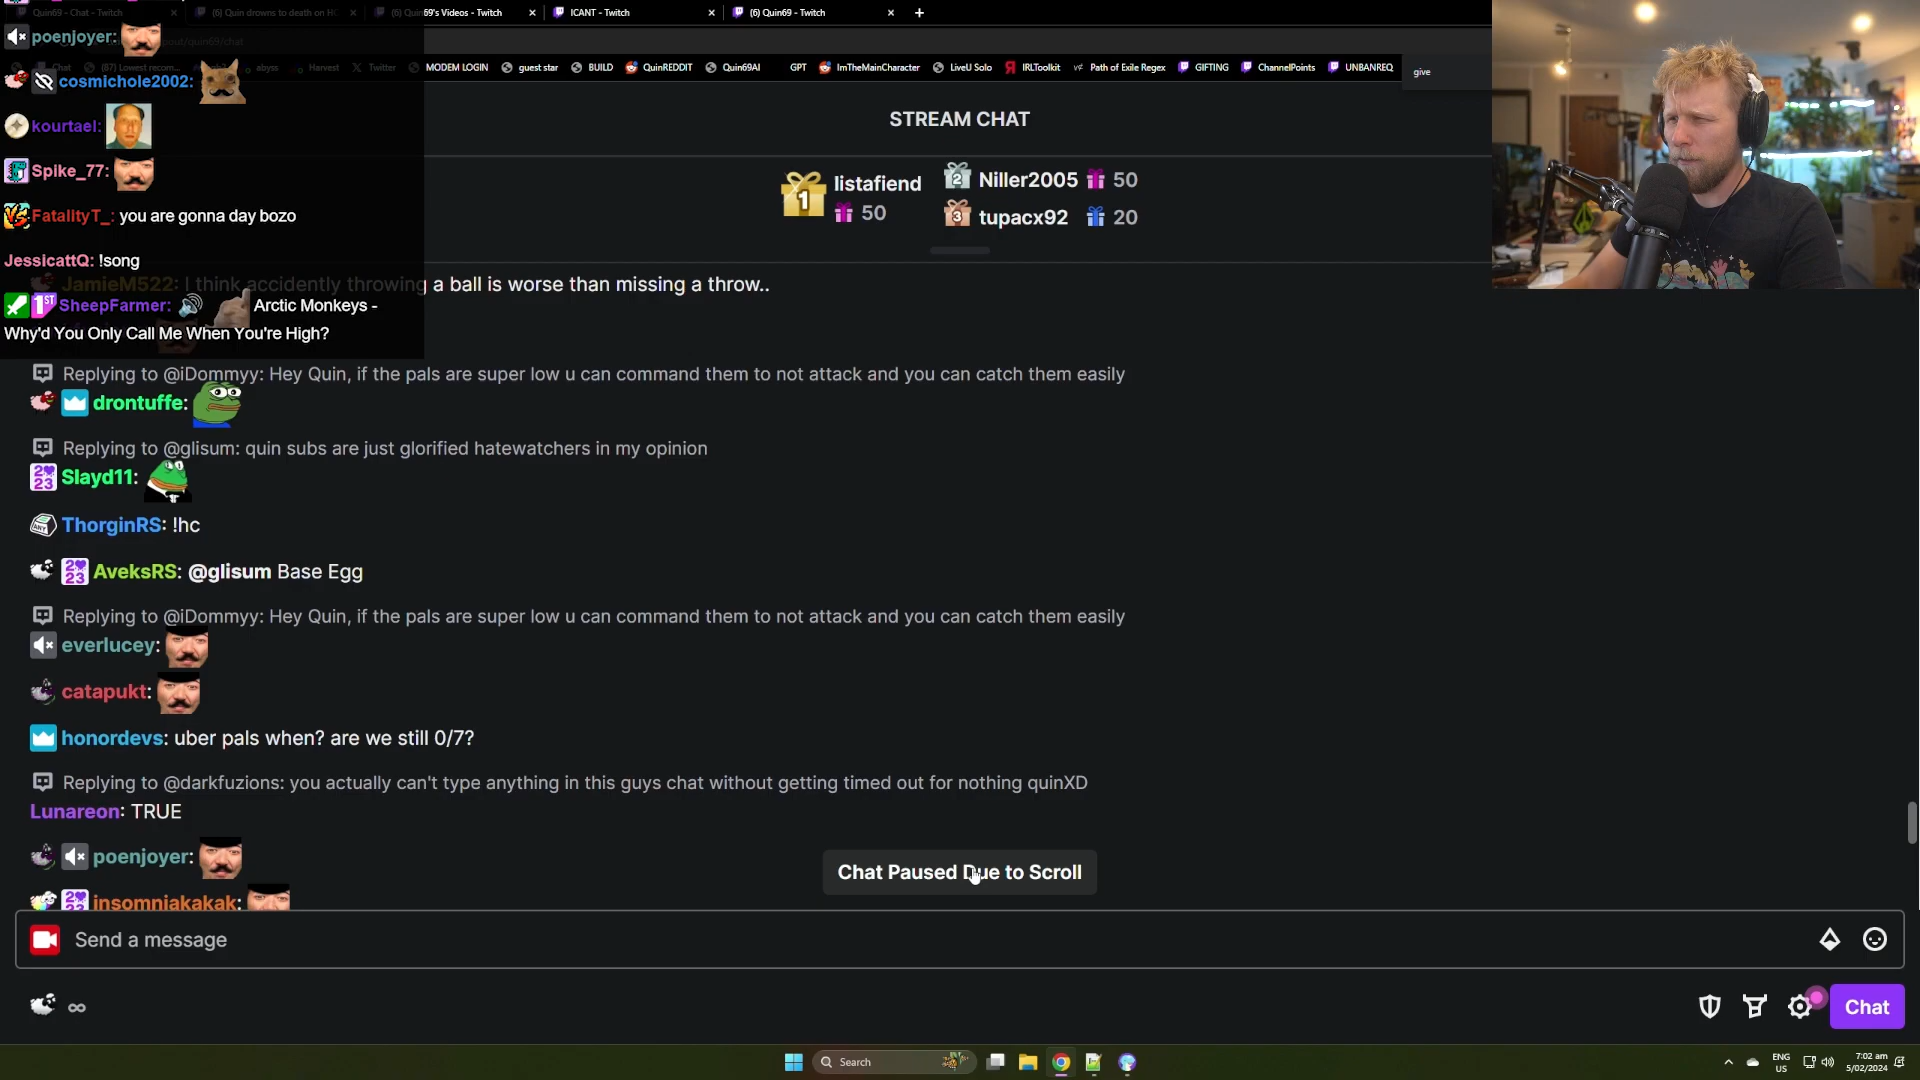 Quin69 - Chat - Twitch
(6) Quin drowns to death on HC
(6) Quin69's Videos - Twitch
ICANT - Twitch
(6) Quin69 - Twitch
MODEM LOGIN
guest star
BUILD
QuinREDDIT
Quin69AI
GPT
ImTheMainCharacter
LiveU Solo
IRLToolkit
Path of Exile Regex
GIFTING
ChannelPoints
UNBANREQ
give
poenjoyer:
cosmichole2002:
kourtael:
Spike_77:
FatalityT_: you are gonna day bozo
JessicattQ: !song
SheepFarmer: Arctic Monkeys -
Why'd You Only Call Me When You're High?
STREAM CHAT
1 listafiend
50
2 Niller2005 50
3 tupacx92 20
JamieM522: I think accidently throwing a ball is worse than missing a throw..
Replying to @iDommyy: Hey Quin, if the pals are super low u can command them to not attack and you can catch them easily
drontuffe:
Replying to @glisum: quin subs are just glorified hatewatchers in my opinion
Slayd11:
ThorginRS: !hc
AveksRS: @glisum Base Egg
Replying to @iDommyy: Hey Quin, if the pals are super low u can command them to not attack and you can catch them easily
everlucey:
catapukt:
honordevs: uber pals when? are we still 0/7?
Replying to @darkfuzions: you actually can't type anything in this guys chat without getting timed out for nothing quinXD
Lunareon: TRUE
poenjoyer:
Chat Paused Due to Scroll
insomniakakak:
Send a message
∞
Chat
Search
ENG
US
7:02 am
5/02/2024